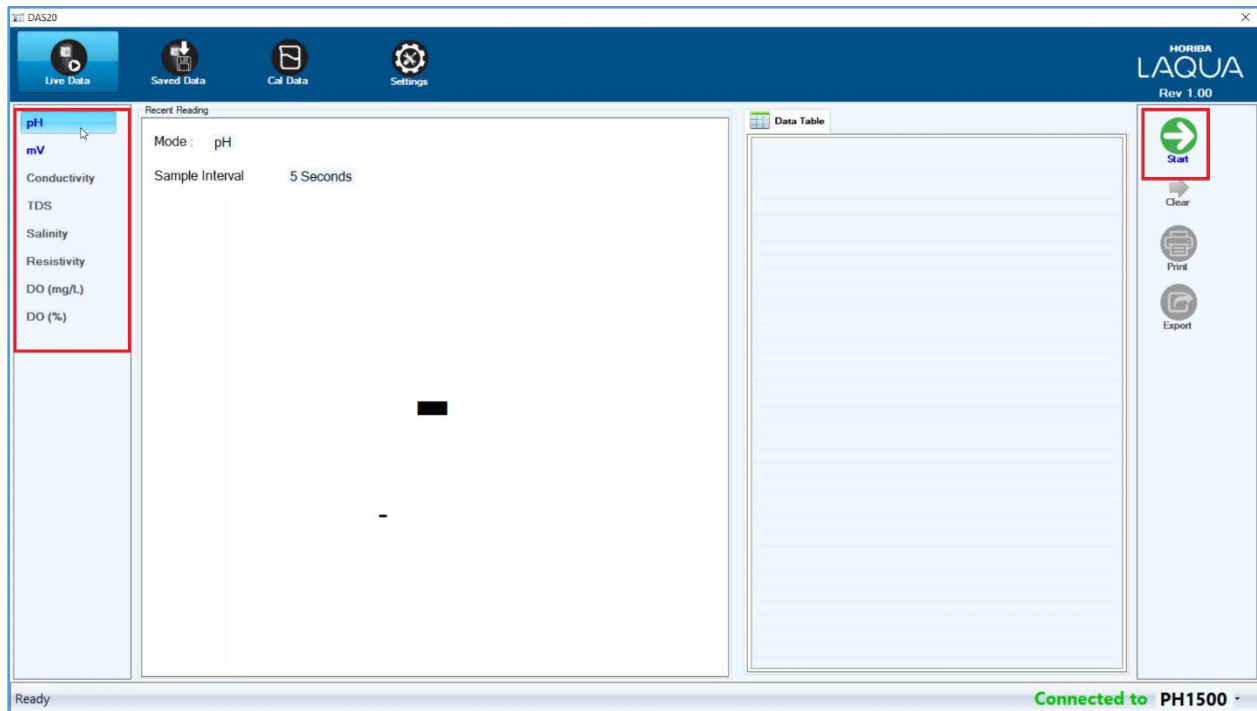 DAS20
Live Data
Saved Data
Cal Data
Settings
HORIBA
LAQUA
Rev 1.00
pH
mV
Conductivity
TDS
Salinity
Resistivity
DO (mg/L)
DO (%)
Recent Reading
Mode : pH
Sample Interval 5 Seconds
Data Table
Start
Clear
Print
Export
Ready
Connected to PH1500